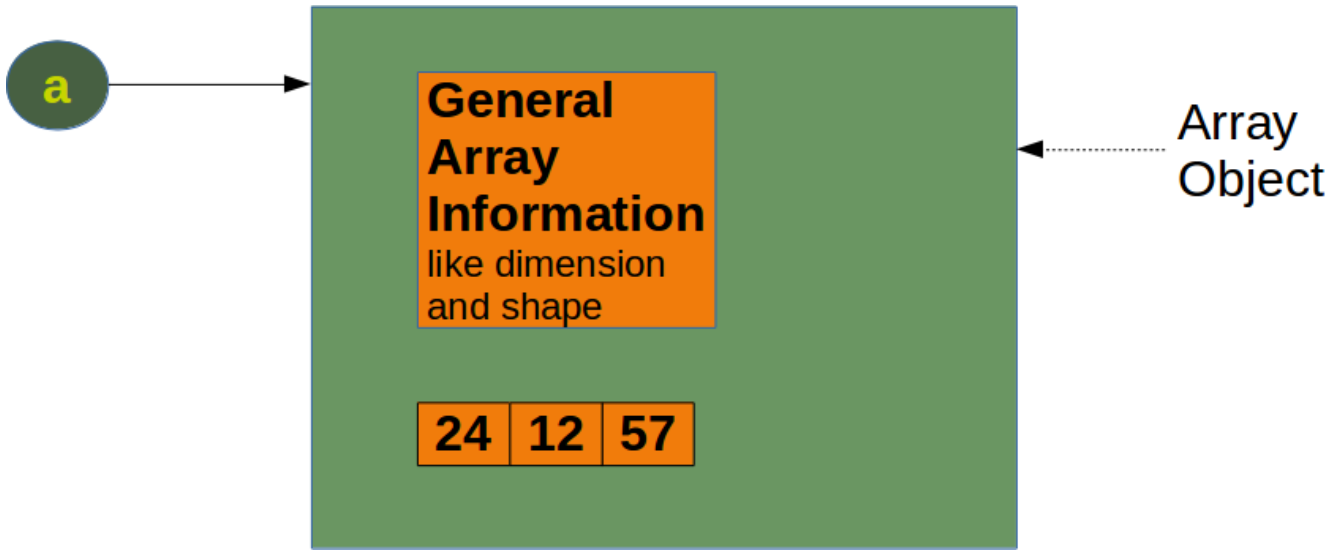 a
General
Array
Information
like dimension
and shape
24 12 57
Array
Object